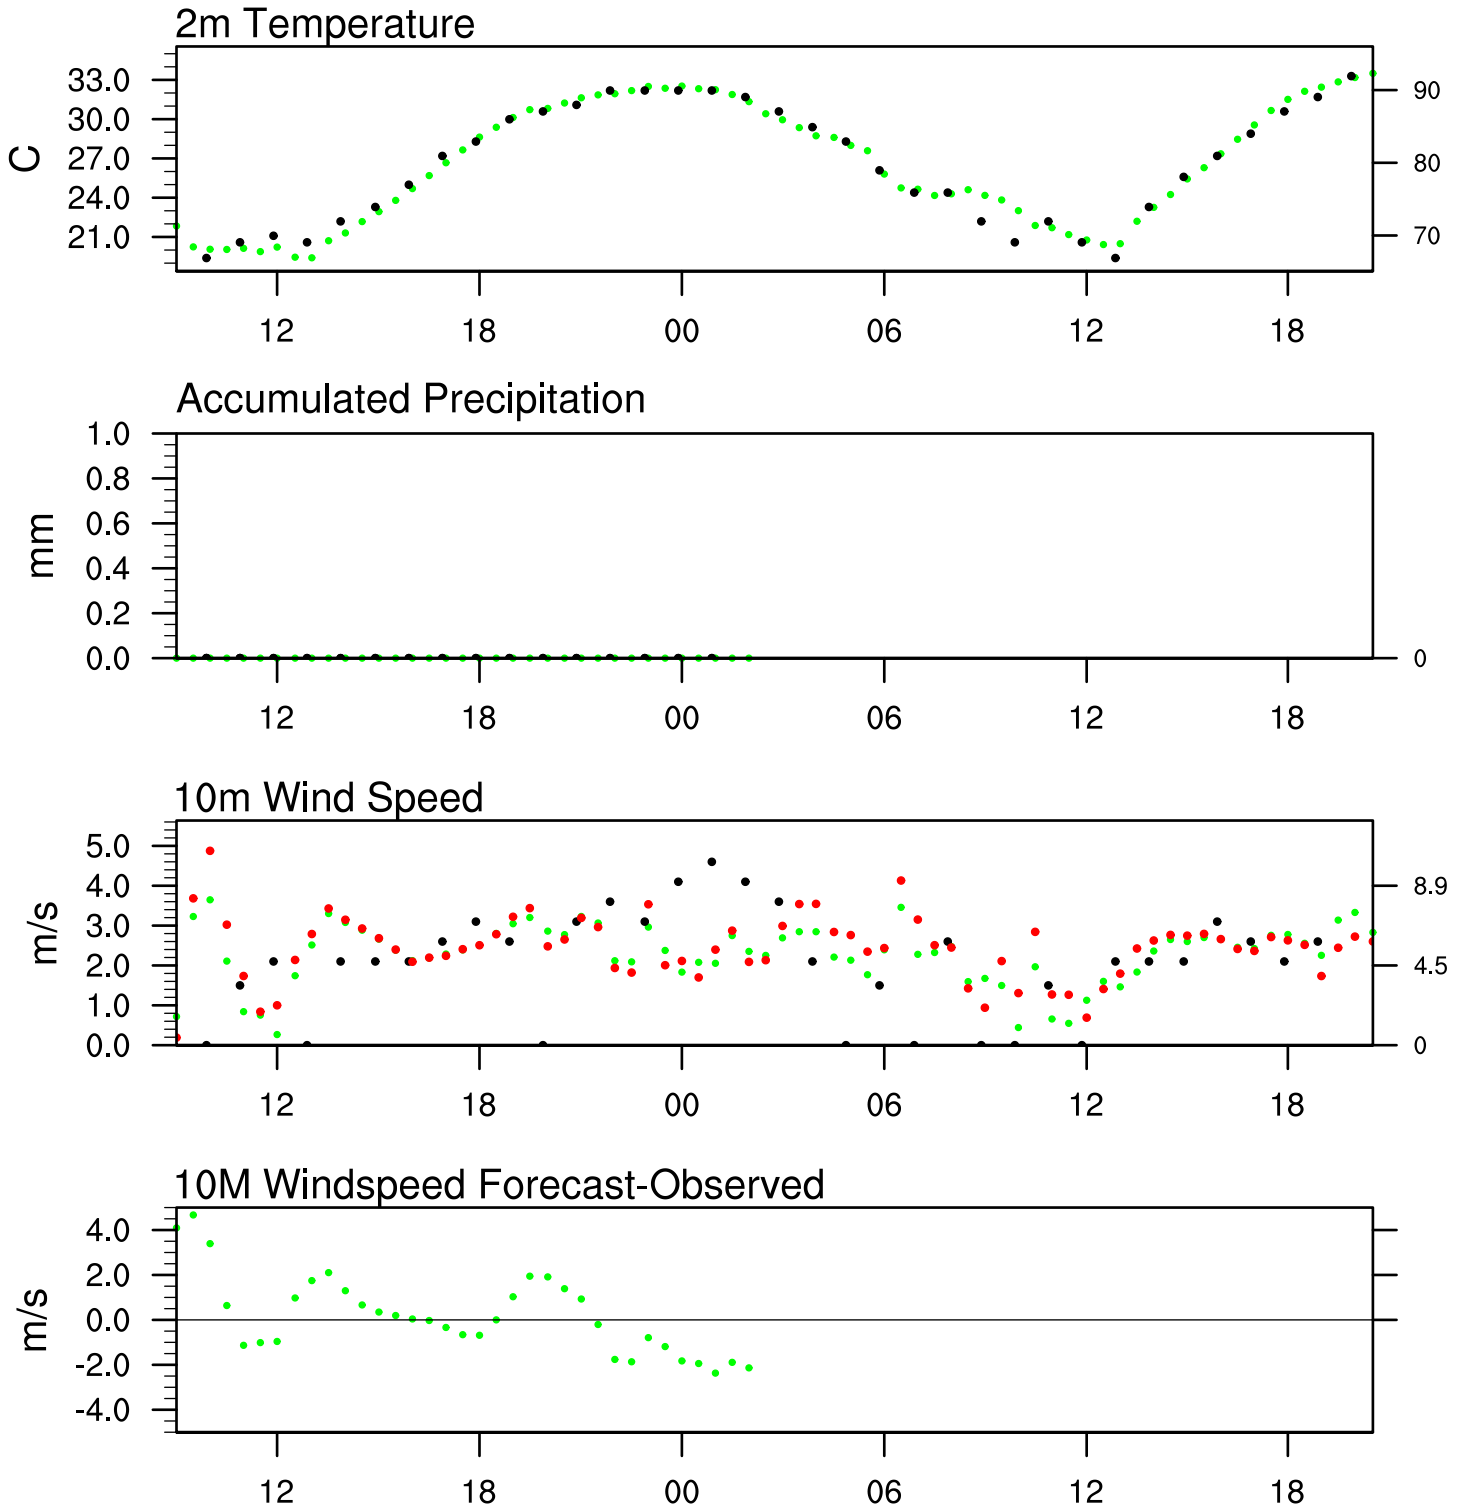 2m Temperature
33.0
30.0
27.0
24.0
21.0
C
90
80
70
12 18 00 06 12 18
Accumulated Precipitation
1.0
0.8
0.6
0.4
0.2
0.0
mm
0
12 18 00 06 12 18
10m Wind Speed
5.0
4.0
3.0
2.0
1.0
0.0
m/s
8.9
4.5
0
12 18 00 06 12 18
10M Windspeed Forecast-Observed
4.0
2.0
0.0
-2.0
-4.0
m/s
12 18 00 06 12 18